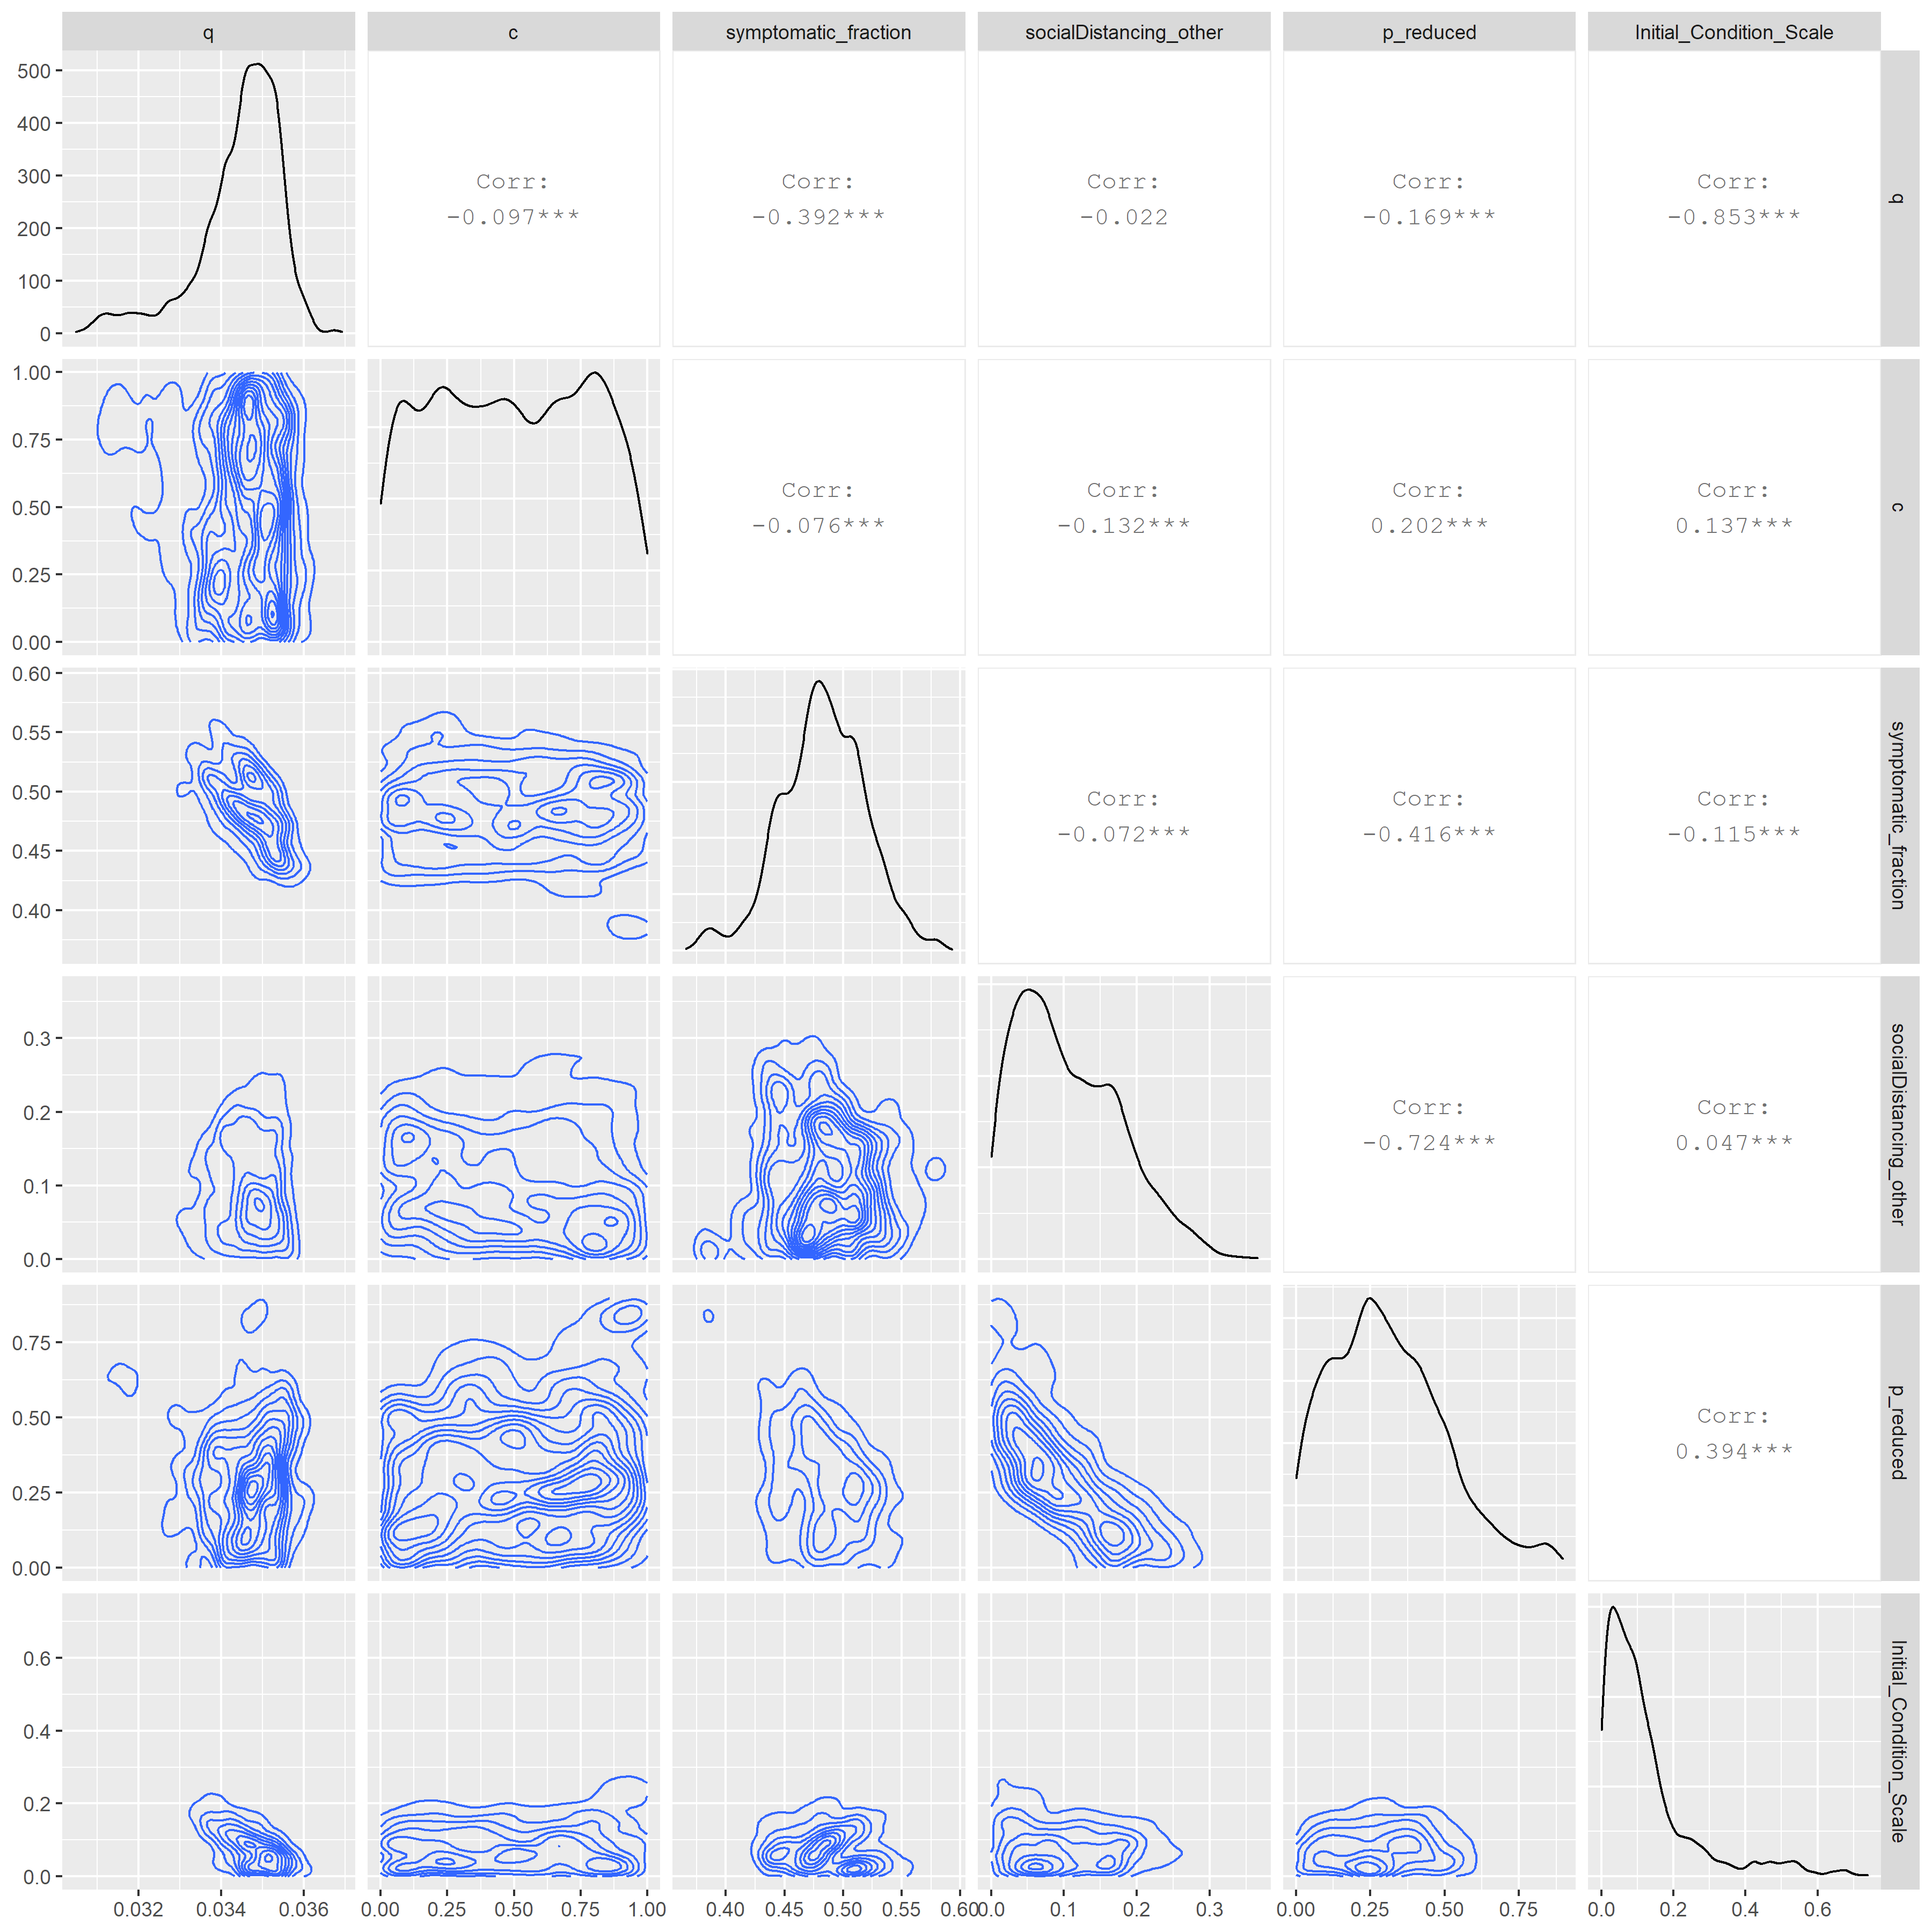 q c symptomatic_fraction socialDistancing_other p_reduced Initial_Condition_Scale
500
400
300
200
100
0
Corr:
-0.097***
Corr:
-0.392***
Corr:
-0.022
Corr:
-0.169***
Corr:
-0.853***
q
1.00
0.75
0.50
0.25
0.00
Corr:
-0.076***
Corr:
-0.132***
Corr:
0.202***
Corr:
0.137***
c
0.60
0.55
0.50
0.45
0.40
Corr:
-0.072***
Corr:
-0.416***
Corr:
-0.115***
symptomatic_fraction
0.3
0.2
0.1
0.0
Corr:
-0.724***
Corr:
0.047***
socialDistancing_other
0.75
0.50
0.25
0.00
Corr:
0.394***
p_reduced
0.6
0.4
0.2
0.0
Initial_Condition_Scale
0.032 0.034 0.036 0.00 0.25 0.50 0.75 1.00 0.40 0.45 0.50 0.55 0.60 0.0 0.1 0.2 0.3 0.00 0.25 0.50 0.75 0.0 0.2 0.4 0.6